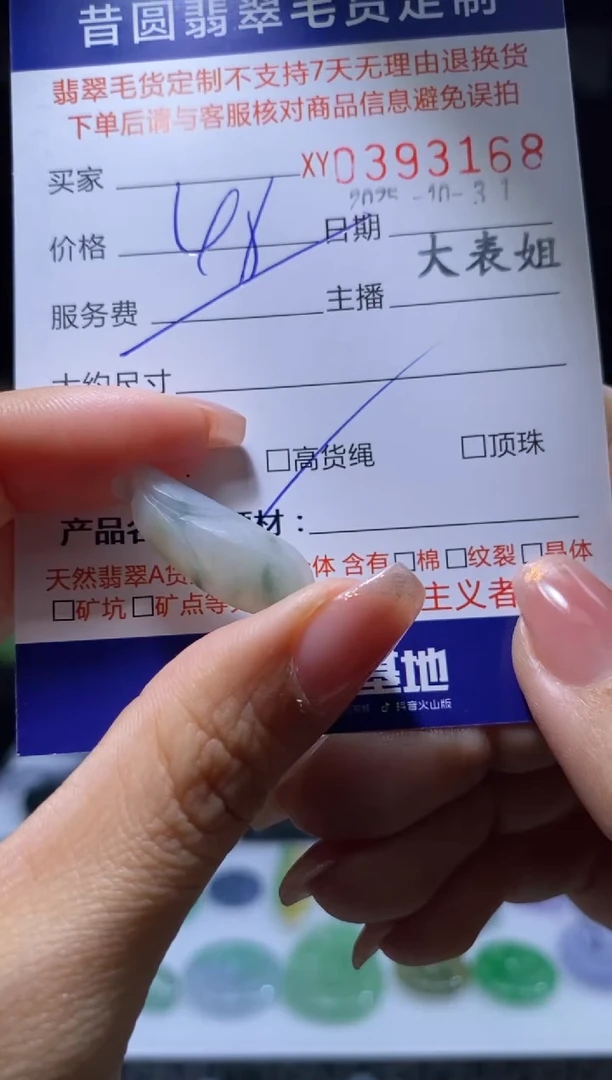 昔圆翡翠毛货定制
翡翠毛货定制不支持7天无理由退换货
下单后请与客服核对商品信息避免误拍
买家 XY0393168
2025-10-31
价格 日期
大表姐
服务费 主播
大约尺寸
□高货绳 □顶珠
产品名 材：
天然翡翠A货 体 含有□棉 □纹裂 □晶体
□矿坑 □矿点等 主义者
基地
抖音火山版